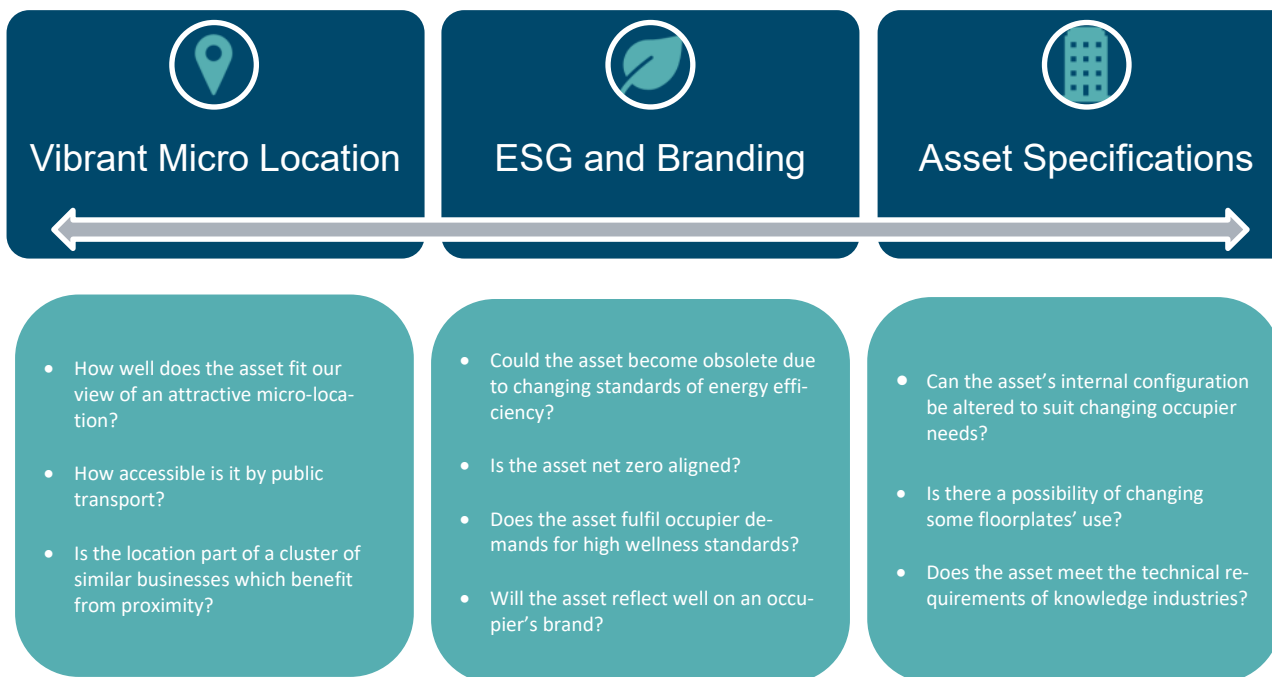 Vibrant Micro Location
ESG and Branding
Asset Specifications
• How well does the asset fit our
view of an attractive micro-loca-
tion?
• How accessible is it by public
transport?
• Is the location part of a cluster of
similar businesses which benefit
from proximity?
• Could the asset become obsolete due
to changing standards of energy effi-
ciency?
• Is the asset net zero aligned?
• Does the asset fulfil occupier de-
mands for high wellness standards?
• Will the asset reflect well on an occu-
pier's brand?
• Can the asset's internal configuration
be altered to suit changing occupier
needs?
• Is there a possibility of changing
some floorplates' use?
• Does the asset meet the technical re-
quirements of knowledge industries?